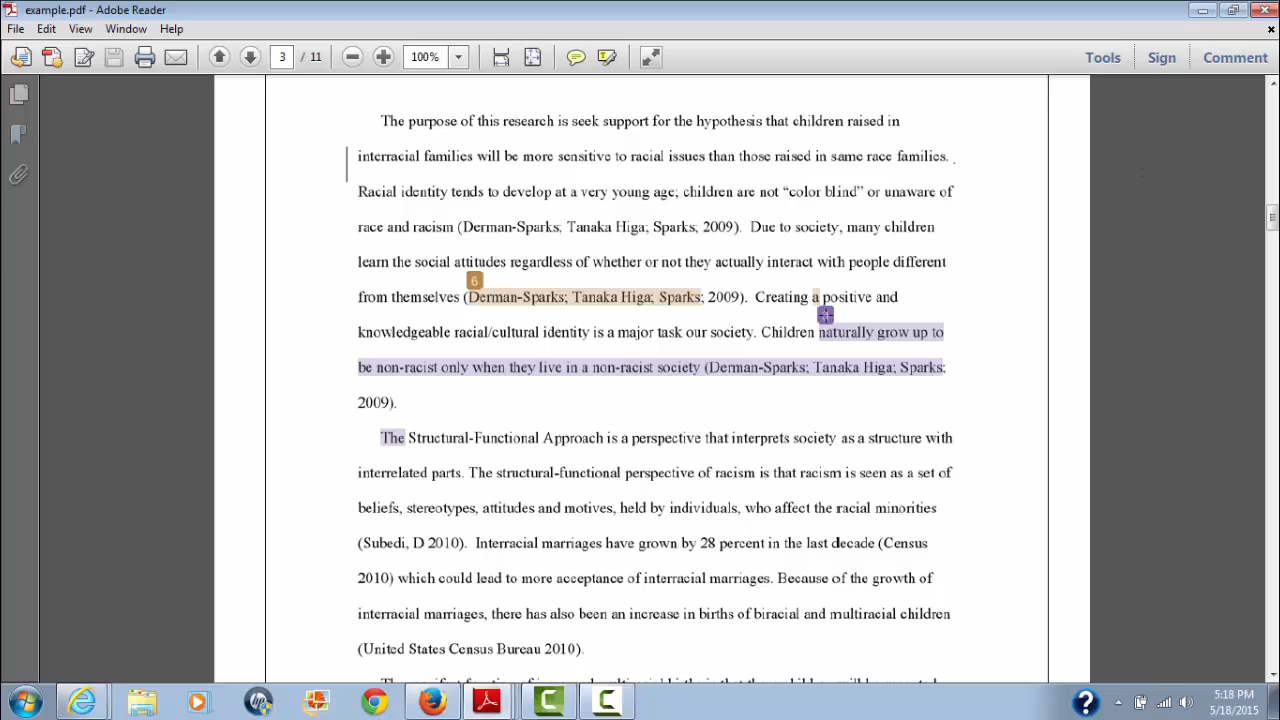 example.pdf - Adobe Reader
File Edit View Window Help
3 / 11 100% Tools Sign Comment
The purpose of this research is seek support for the hypothesis that children raised in
interracial families will be more sensitive to racial issues than those raised in same race families. .
Racial identity tends to develop at a very young age; children are not “color blind” or unaware of
race and racism (Derman-Sparks; Tanaka Higa; Sparks; 2009). Due to society, many children
learn the social attitudes regardless of whether or not they actually interact with people different
6
from themselves (Derman-Sparks; Tanaka Higa; Sparks; 2009). Creating a positive and
knowledgeable racial/cultural identity is a major task our society. Children naturally grow up to
be non-racist only when they live in a non-racist society (Derman-Sparks; Tanaka Higa; Sparks;
2009).
The Structural-Functional Approach is a perspective that interprets society as a structure with
interrelated parts. The structural-functional perspective of racism is that racism is seen as a set of
beliefs, stereotypes, attitudes and motives, held by individuals, who affect the racial minorities
(Subedi, D 2010). Interracial marriages have grown by 28 percent in the last decade (Census
2010) which could lead to more acceptance of interracial marriages. Because of the growth of
interracial marriages, there has also been an increase in births of biracial and multiracial children
(United States Census Bureau 2010).
5:18 PM
5/18/2015